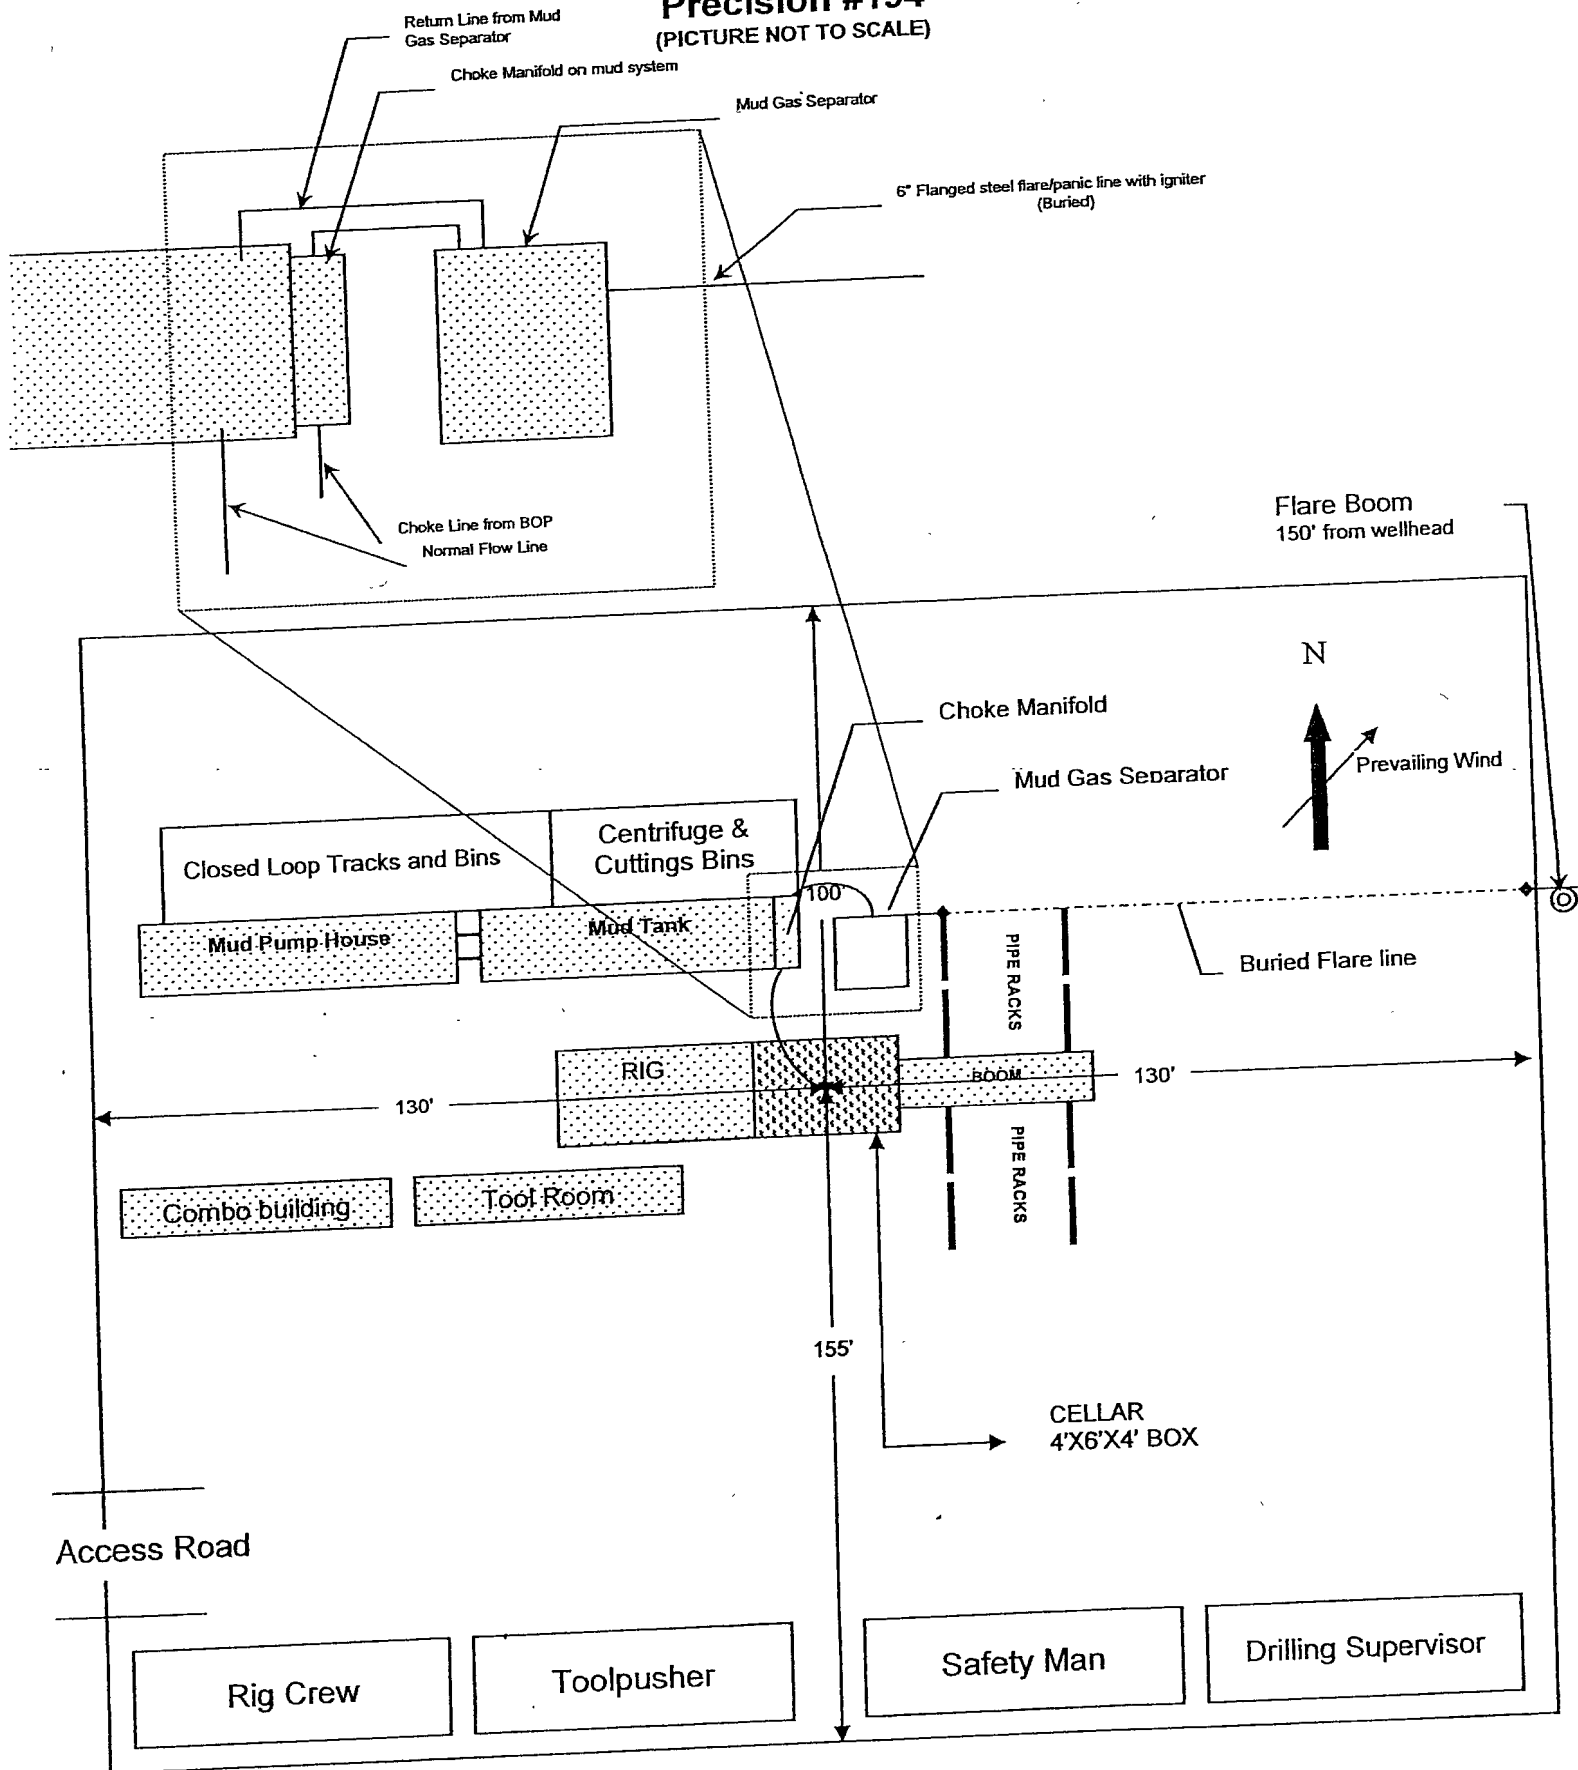 Precision #194
(PICTURE NOT TO SCALE)
Return Line from Mud
Gas Separator
Choke Manifold on mud system
Mud Gas Separator
6" Flanged steel flare/panic line with igniter
(Buried)
Choke Line from BOP
Normal Flow Line
Flare Boom
150' from wellhead
N
Prevailing Wind
Choke Manifold
Mud Gas Separator
Closed Loop Tracks and Bins
Centrifuge &
Cuttings Bins
100'
Mud Pump House
Mud Tank
PIPE RACKS
Buried Flare line
RIG
BOOM
130'
130'
PIPE RACKS
Combo building
Tool Room
155'
CELLAR
4'X6'X4' BOX
Access Road
Rig Crew
Toolpusher
Safety Man
Drilling Supervisor